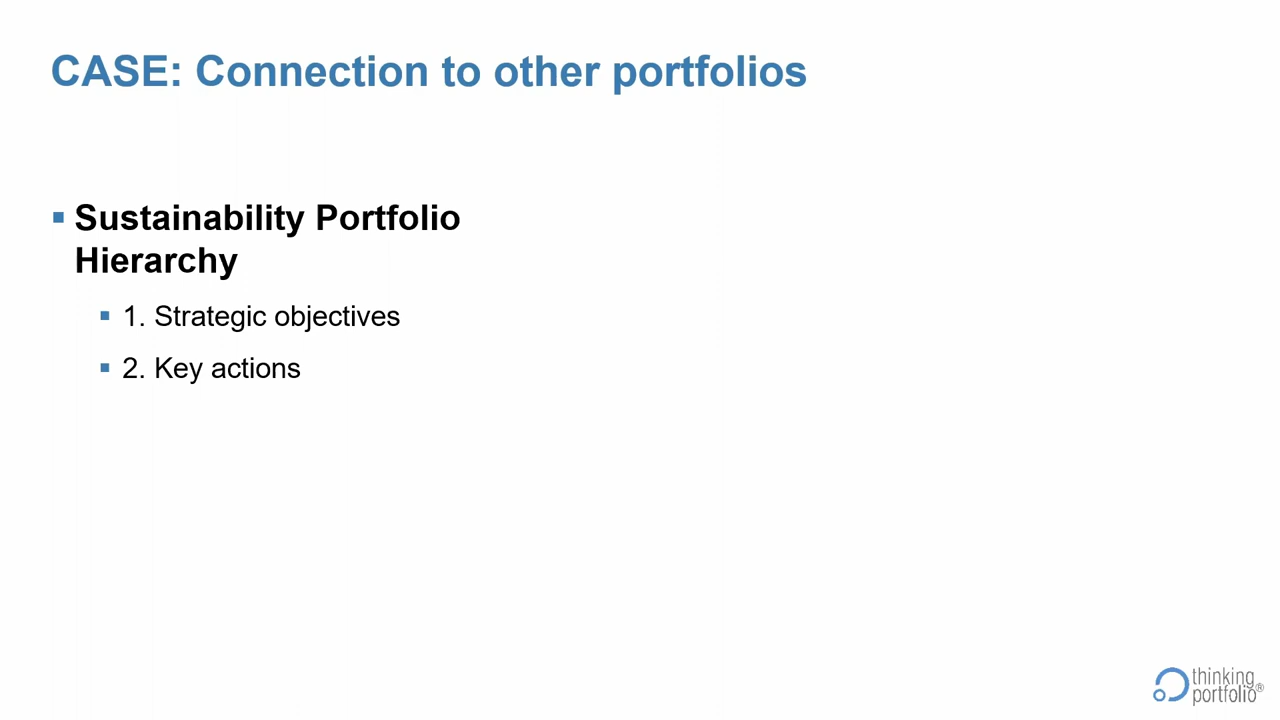 CASE: Connection to other portfolios
▪ Sustainability Portfolio
Hierarchy
▪ 1. Strategic objectives
▪ 2. Key actions
thinking
portfolio®